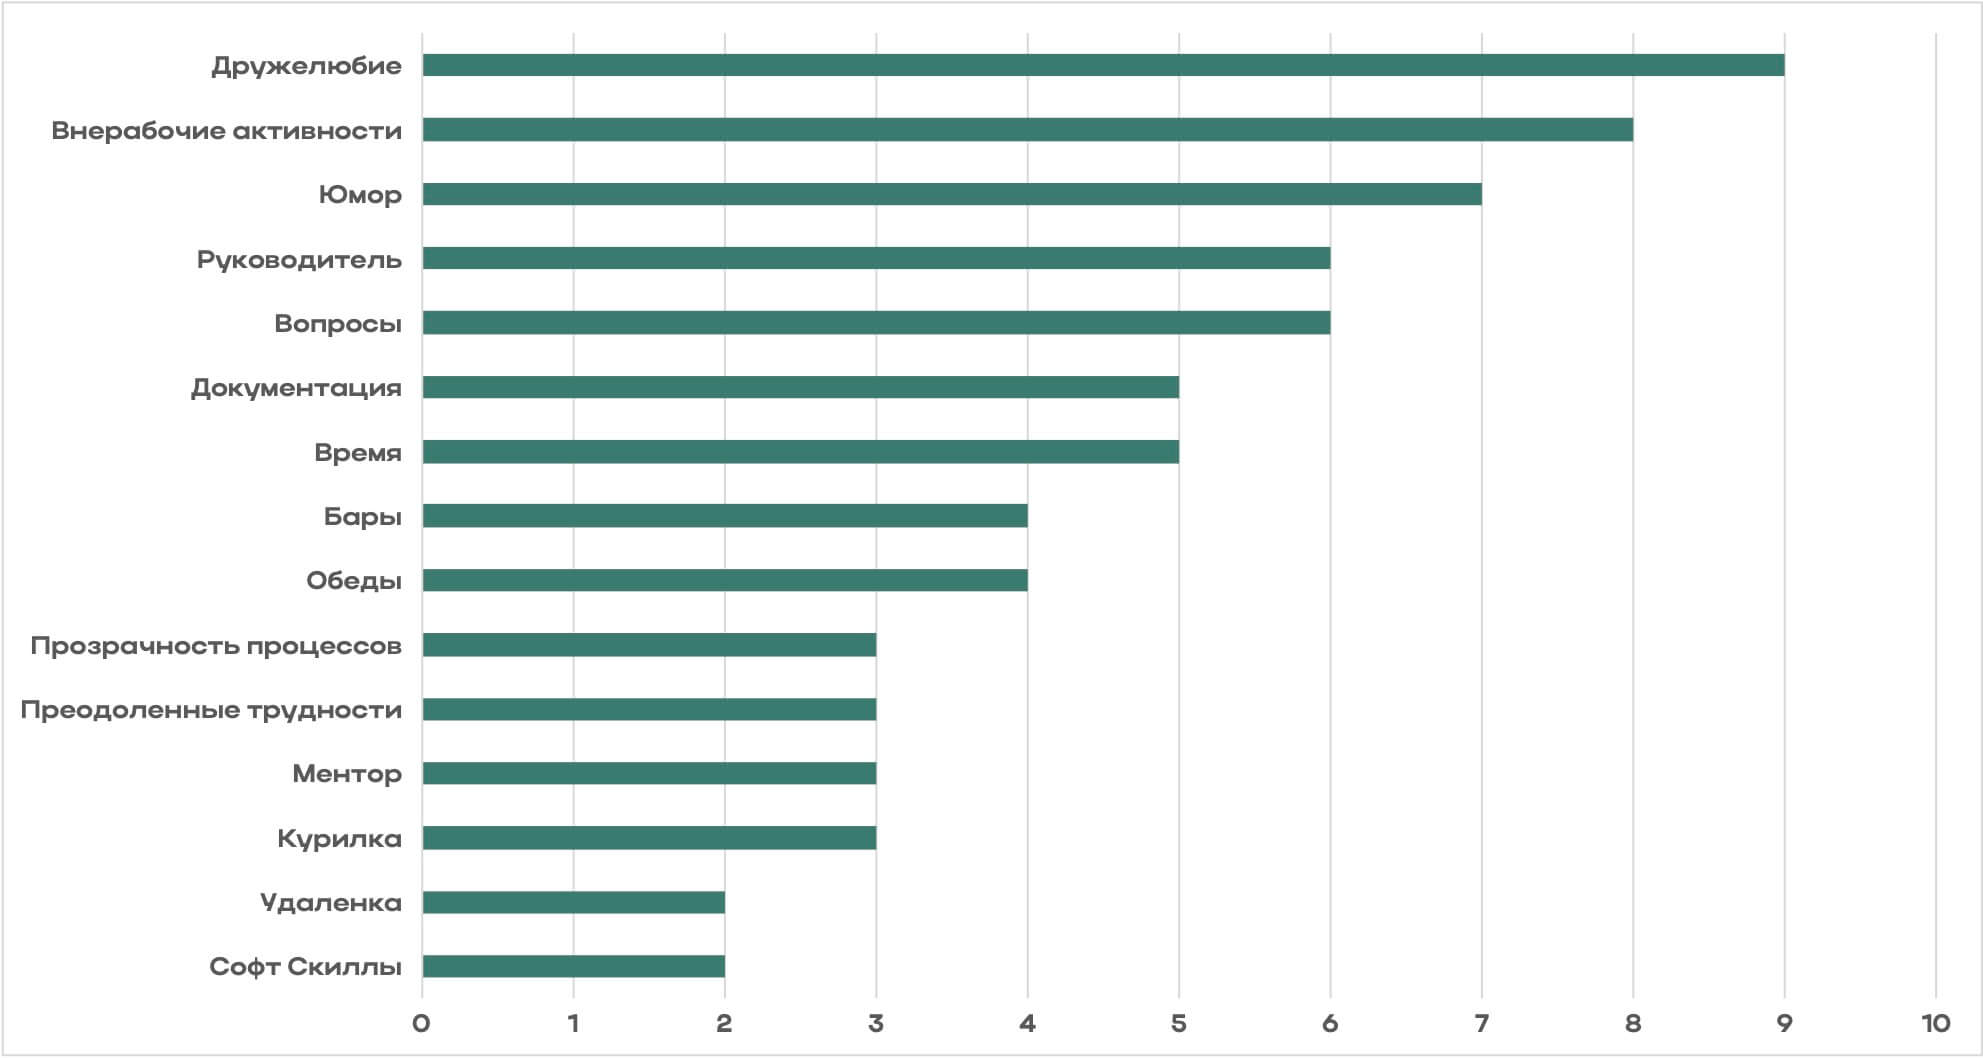 Дружелюбие
Внерабочие активности
Юмор
Руководитель
Вопросы
Документация
Время
Бары
Обеды
Прозрачность процессов
Преодоленные трудности
Ментор
Курилка
Удаленка
Софт Скиллы
0 1 2 3 4 5 6 7 8 9 10